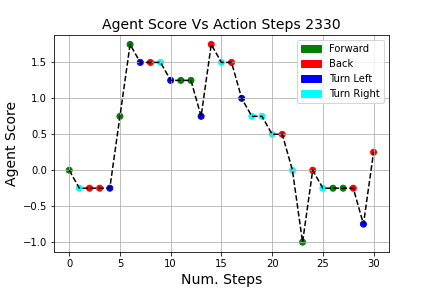 Agent Score Vs Action Steps 2330
Forward
Back
Turn Left
Turn Right
Agent Score
1.5
1.0
0.5
0.0
−0.5
−1.0
0 5 10 15 20 25 30
Num. Steps